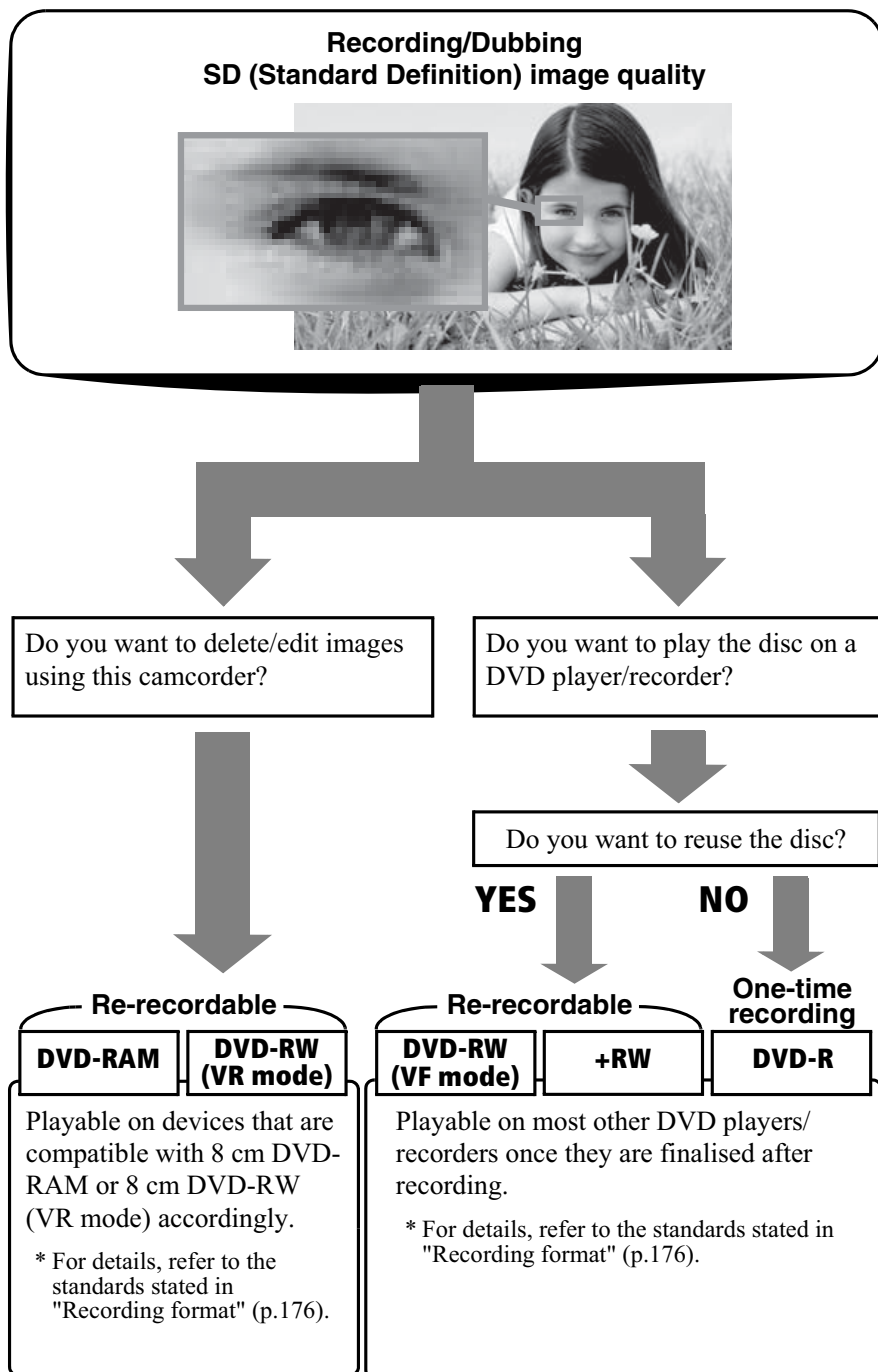 Recording/Dubbing
SD (Standard Definition) image quality
Do you want to delete/edit images
using this camcorder?
Do you want to play the disc on a
DVD player/recorder?
Do you want to reuse the disc?
YES
NO
Re-recordable
DVD-RAM
DVD-RW
(VR mode)
Playable on devices that are
compatible with 8 cm DVD-
RAM or 8 cm DVD-RW
(VR mode) accordingly.
* For details, refer to the
standards stated in
"Recording format" (p.176).
Re-recordable
One-time
recording
DVD-RW
(VF mode)
+RW
DVD-R
Playable on most other DVD players/
recorders once they are finalised after
recording.
* For details, refer to the standards stated in
"Recording format" (p.176).